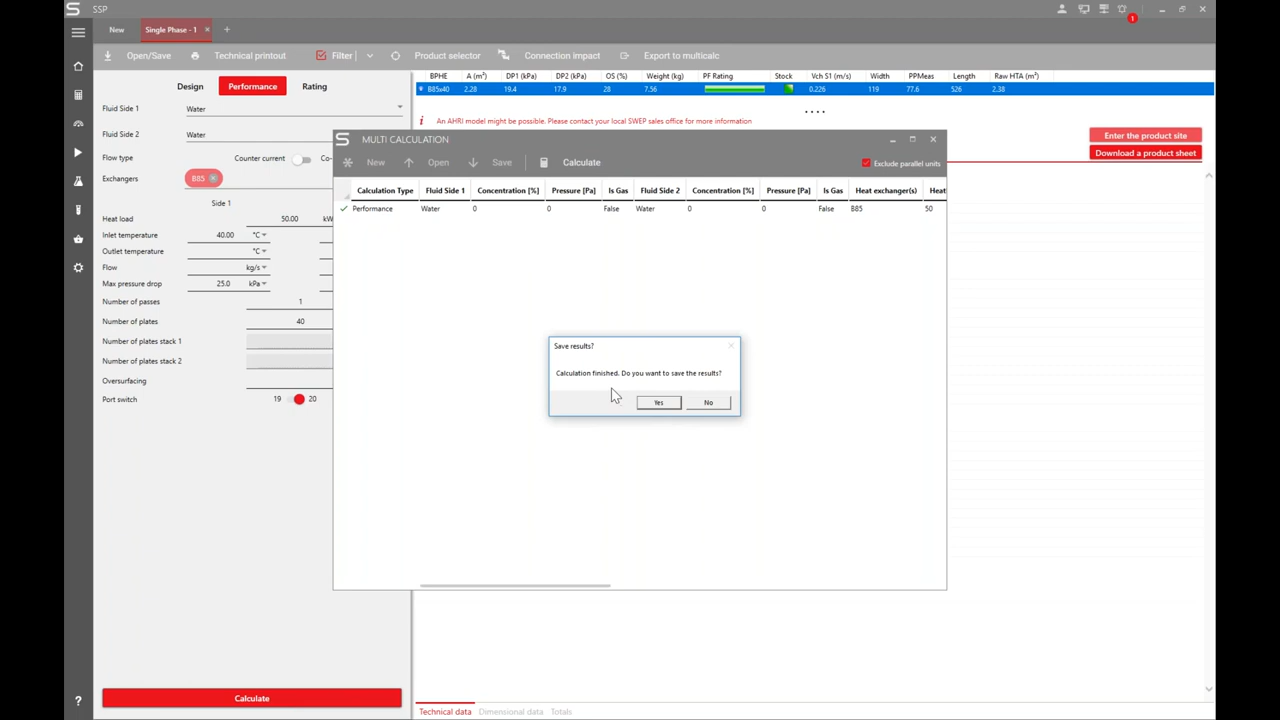 SSP
1
New
Single Phase - 1 × +
Open/Save
Technical printout
Filter
Product selector
Connection impact
Export to multicalc
Design
Performance
Rating
Fluid Side 1
Water
Fluid Side 2
Water
Flow type
Counter current
Co-
Exchangers
B85
Side 1
Heat load
50.00
kW
Inlet temperature
40.00
°C
Outlet temperature
°C
Flow
kg/s
Max pressure drop
25.0
kPa
Number of passes
1
Number of plates
40
Number of plates stack 1
Number of plates stack 2
Oversurfacing
Port switch
19
20
Calculate
?
BPHE A (m²) DP1 (kPa) DP2 (kPa) OS (%) Weight (kg) PF Rating Stock Vch S1 (m/s) Width PPMeas Length Raw HTA (m²)
B85x40 2.28 19.4 17.9 28 7.56 0.226 119 77.6 526 2.38
i An AHRI model might be possible. Please contact your local SWEP sales office for more information
Enter the product site
Download a product sheet
MULTI CALCULATION
New
Open
Save
Calculate
Exclude parallel units
Calculation Type Fluid Side 1 Concentration [%] Pressure [Pa] Is Gas Fluid Side 2 Concentration [%] Pressure [Pa] Is Gas Heat exchanger(s) Heat
Performance Water 0 0 False Water 0 0 False B85 50
Save results?
Calculation finished. Do you want to save the results?
Yes
No
Technical data
Dimensional data
Totals